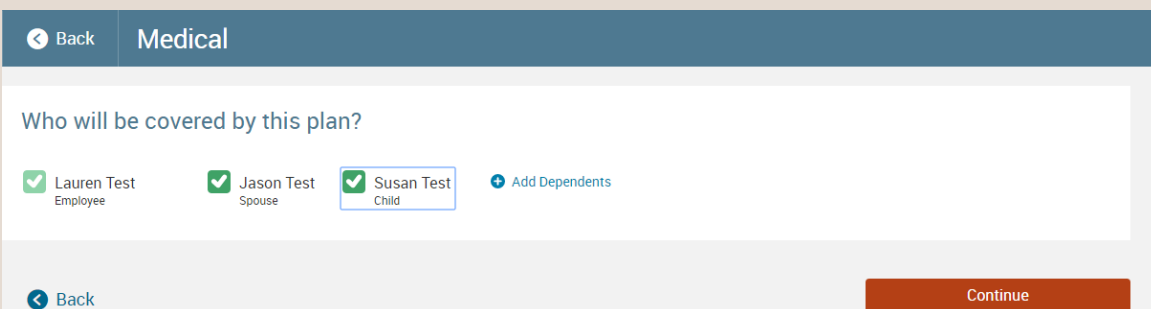 Back Medical
Who will be covered by this plan?
Lauren Test Jason Test Susan Test Add Dependents
Employee Spouse Child
Back Continue